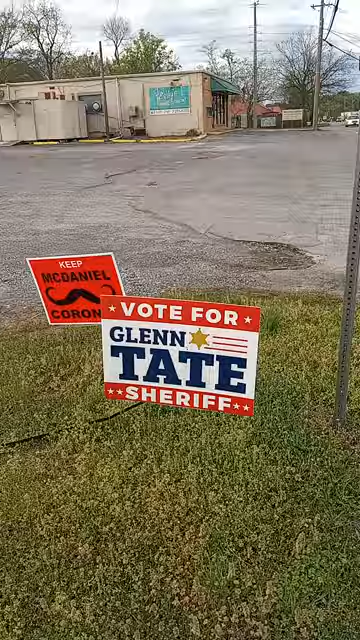 KEEP
MCDANIEL
CORON
VOTE FOR
GLENN
TATE
SHERIFF